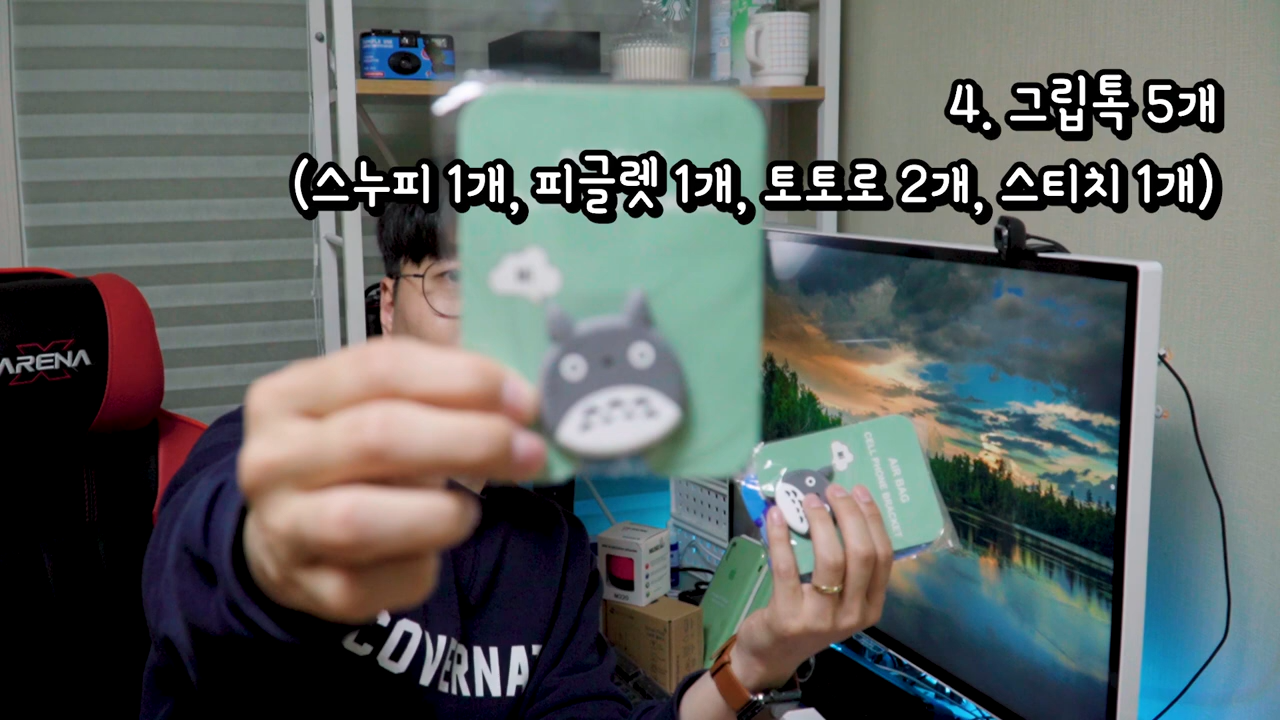 4. 그립톡 5개
(스누피 1개, 피글렛 1개, 토토로 2개, 스티치 1개)
ARENA
X
AIR BAG
CELL PHONE BRACKET
COVERNA